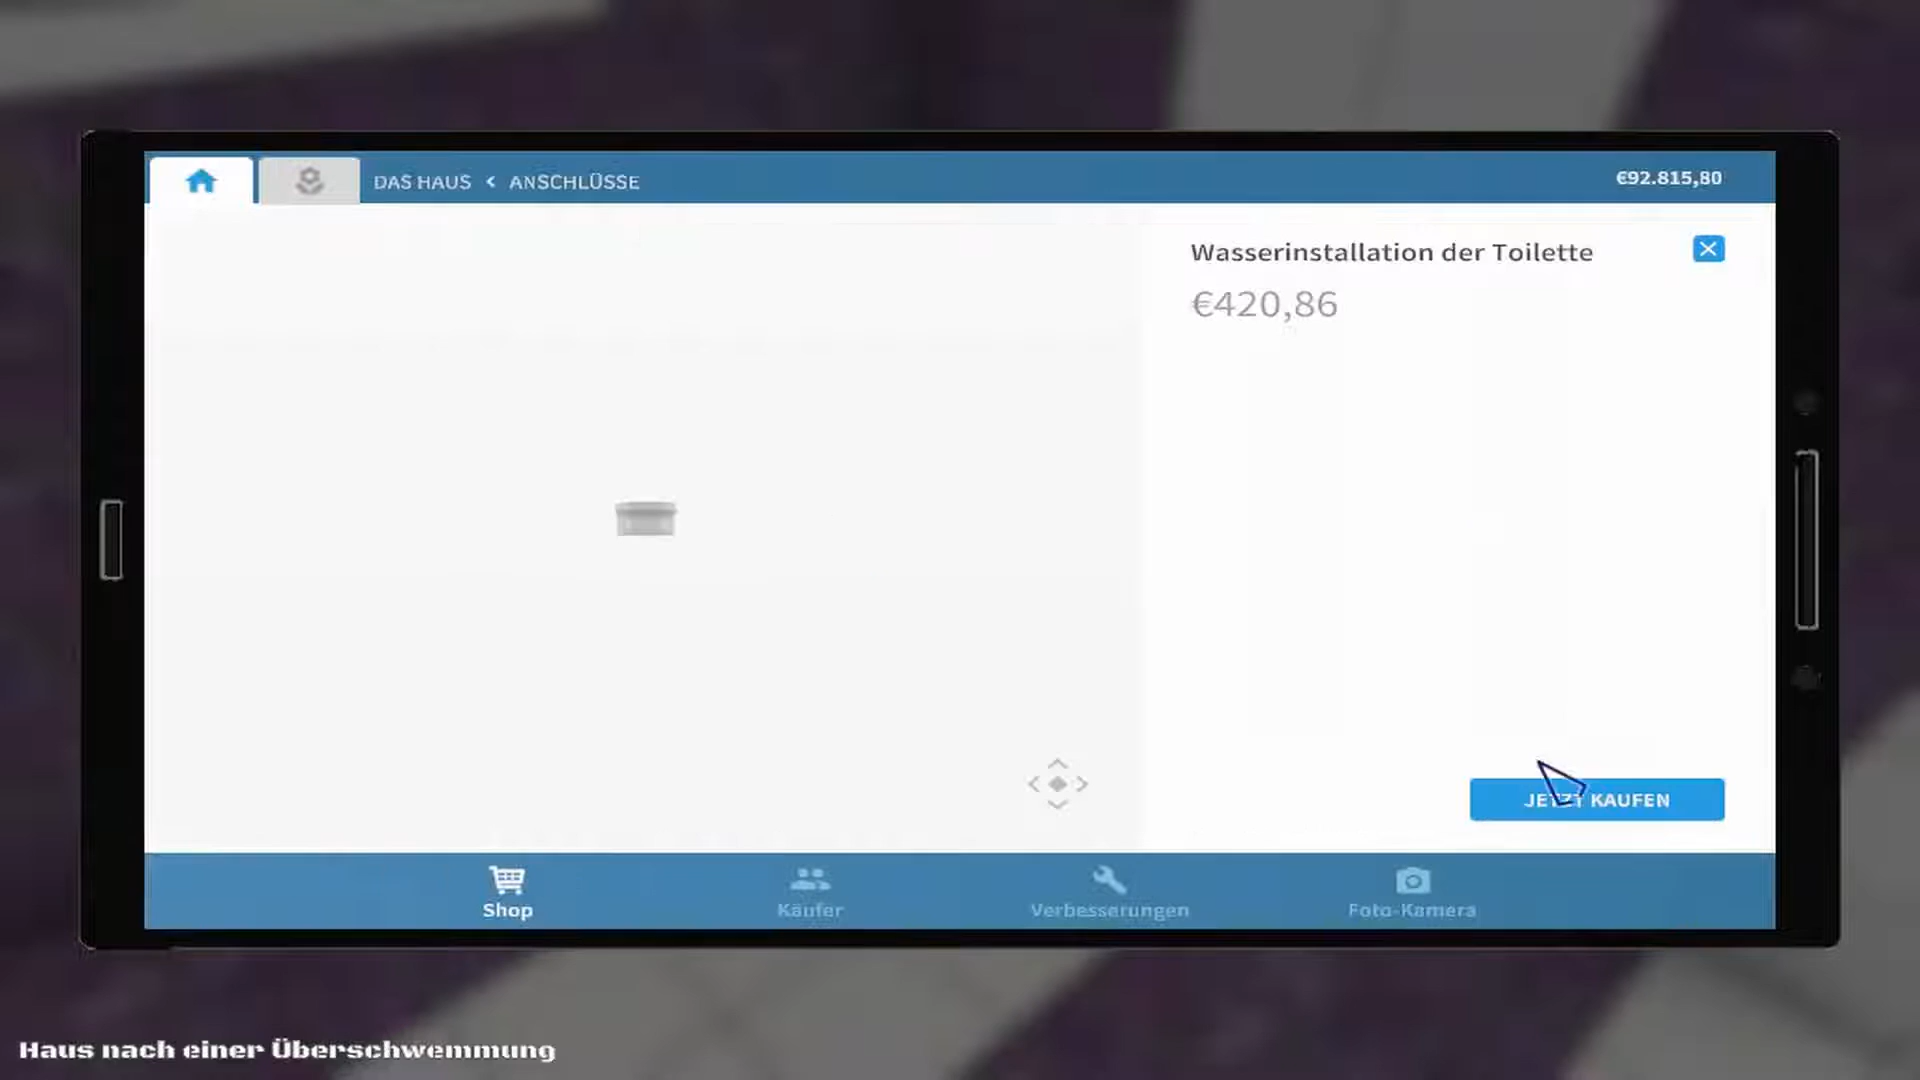 DAS HAUS < ANSCHLÜSSE
€92.815,80
Wasserinstallation der Toilette
€420,86
JETZT KAUFEN
Shop
Käufer
Verbesserungen
Foto-Kamera
Haus nach einer Überschwemmung